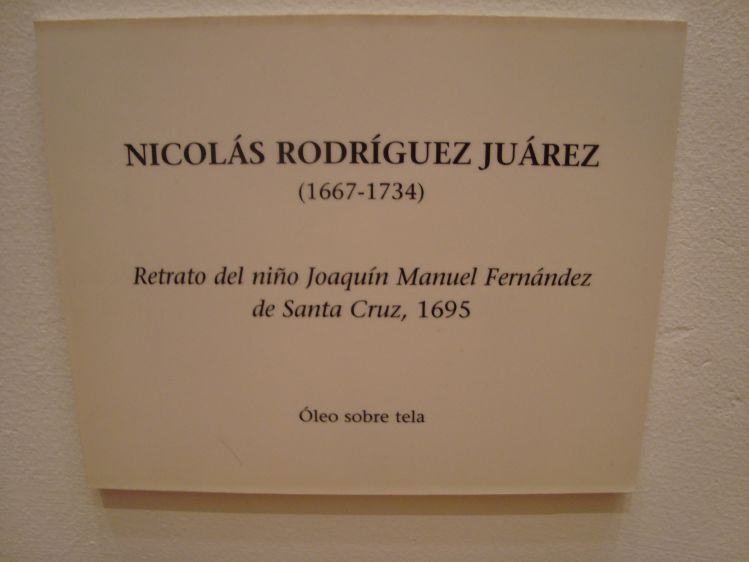 NICOLÁS RODRÍGUEZ JUÁREZ
(1667-1734)
Retrato del niño Joaquín Manuel Fernández
de Santa Cruz, 1695
Óleo sobre tela